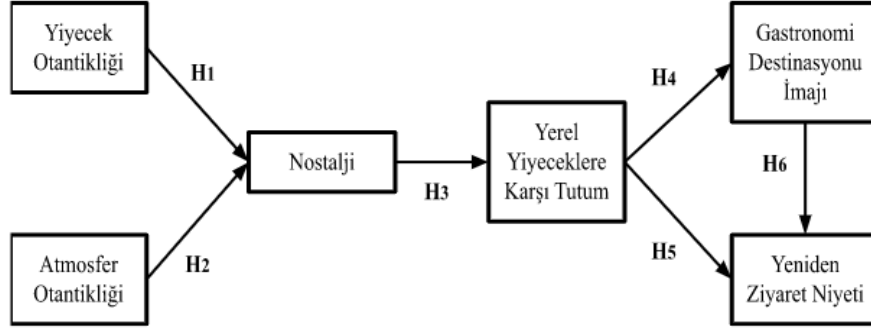 Yiyecek
Otantikliği
H1
Atmosfer
Otantikliği
H2
Nostalji
H3
Yerel
Yiyeceklere
Karşı Tutum
H4
H5
Gastronomi
Destinasyonu
İmajı
H6
Yeniden
Ziyaret Niyeti